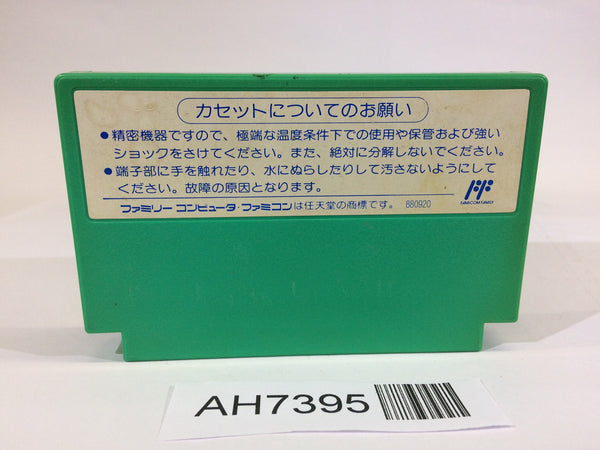 カセットについてのお願い
●精密機器ですので、極端な温度条件下での使用や保管および強い
ショックをさけてください。また、絶対に分解しないでください。
●端子部に手を触れたり、水にぬらしたりして汚さないようにして
ください。故障の原因となります。
FAMICOM FAMILY
ファミリー コンピュータ・ファミコンは任天堂の商標です。 880920
AH7395